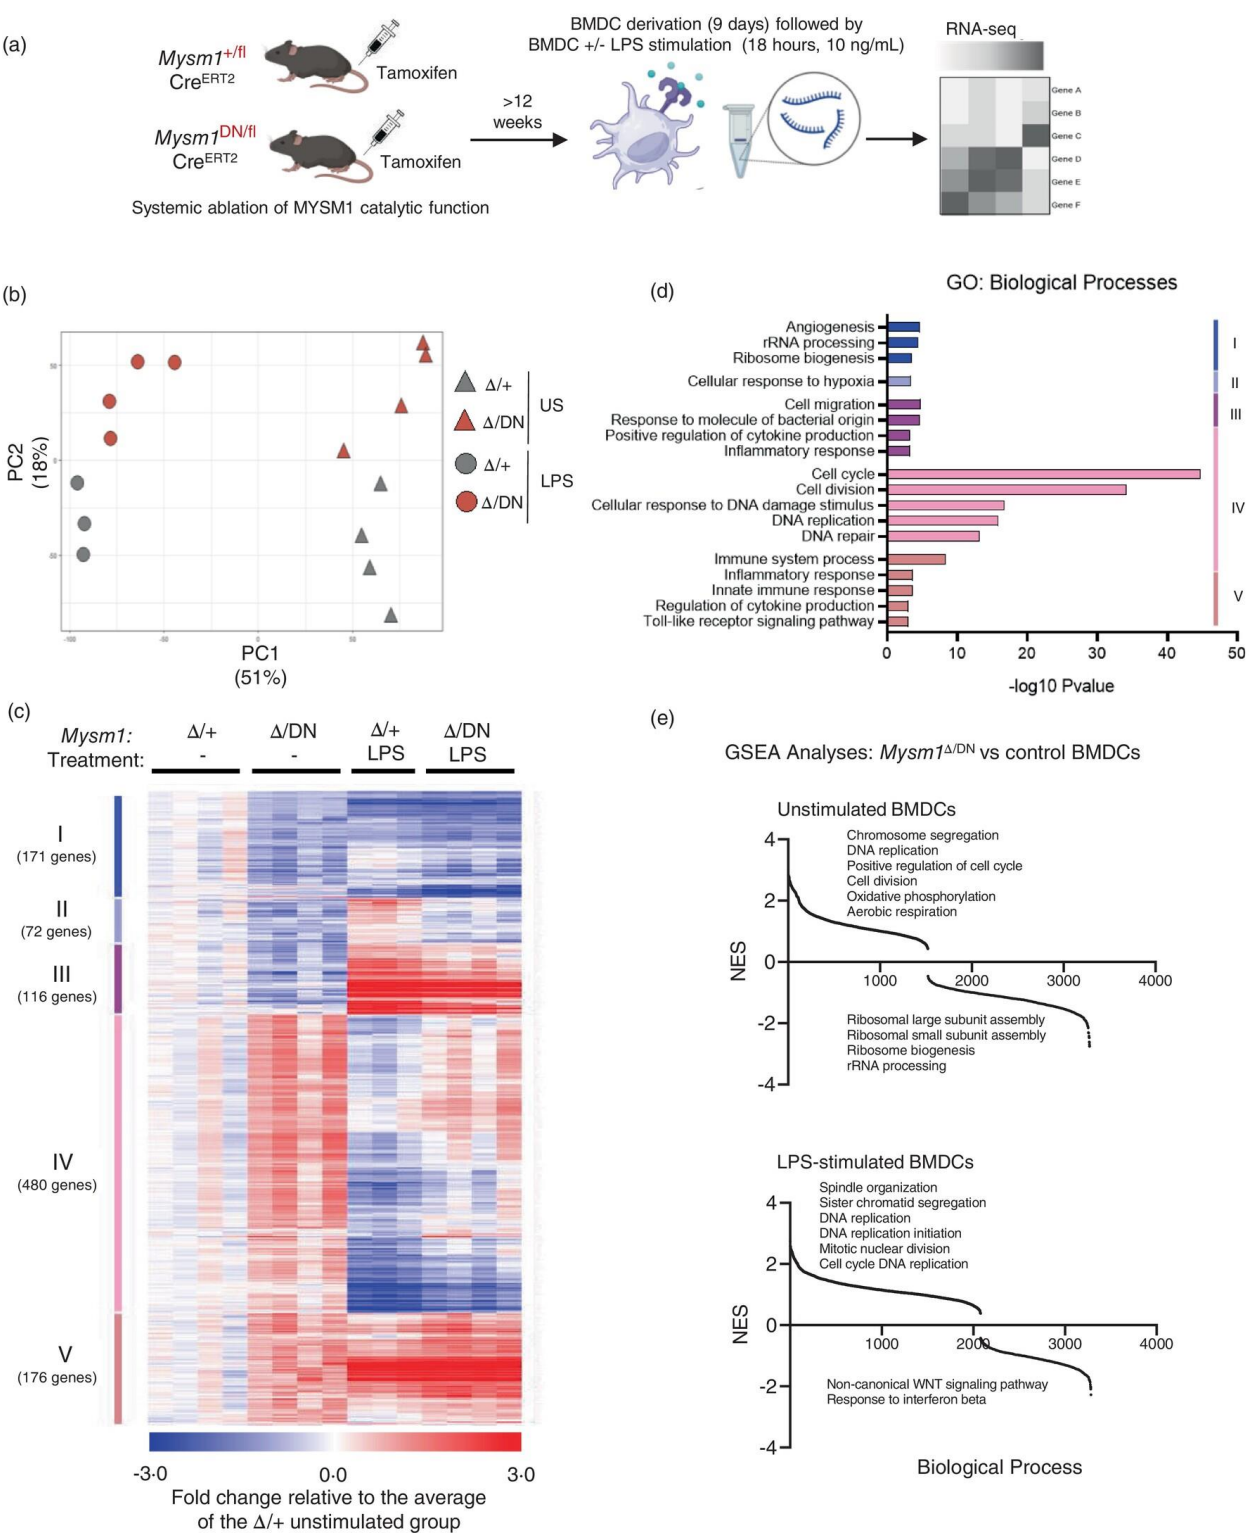 (a)
Mysm1+/fl
CreERT2
Tamoxifen
Mysm1DN/fl
CreERT2
Tamoxifen
Systemic ablation of MYSM1 catalytic function
>12
weeks
BMDC derivation (9 days) followed by
BMDC +/- LPS stimulation (18 hours, 10 ng/mL)
RNA-seq
Gene A
Gene B
Gene C
Gene D
Gene E
Gene F
(b)
PC2
(18%)
50
0
-50
-100
-50
0
50
PC1
(51%)
Δ/+
Δ/DN
US
Δ/+
Δ/DN
LPS
(d)
GO: Biological Processes
Angiogenesis
rRNA processing
Ribosome biogenesis
Cellular response to hypoxia
Cell migration
Response to molecule of bacterial origin
Positive regulation of cytokine production
Inflammatory response
Cell cycle
Cell division
Cellular response to DNA damage stimulus
DNA replication
DNA repair
Immune system process
Inflammatory response
Innate immune response
Regulation of cytokine production
Toll-like receptor signaling pathway
I
II
III
IV
V
0 10 20 30 40 50
-log10 Pvalue
(c)
Mysm1: Δ/+ Δ/DN Δ/+ Δ/DN
Treatment: - - LPS LPS
I
(171 genes)
II
(72 genes)
III
(116 genes)
IV
(480 genes)
V
(176 genes)
-3·0 0·0 3·0
Fold change relative to the average
of the Δ/+ unstimulated group
(e)
GSEA Analyses: Mysm1Δ/DN vs control BMDCs
Unstimulated BMDCs
Chromosome segregation
DNA replication
Positive regulation of cell cycle
Cell division
Oxidative phosphorylation
Aerobic respiration
NES
4
2
0
-2
-4
1000 2000 3000 4000
Ribosomal large subunit assembly
Ribosomal small subunit assembly
Ribosome biogenesis
rRNA processing
LPS-stimulated BMDCs
Spindle organization
Sister chromatid segregation
DNA replication
DNA replication initiation
Mitotic nuclear division
Cell cycle DNA replication
NES
4
2
0
-2
-4
1000 2000 3000 4000
Non-canonical WNT signaling pathway
Response to interferon beta
Biological Process